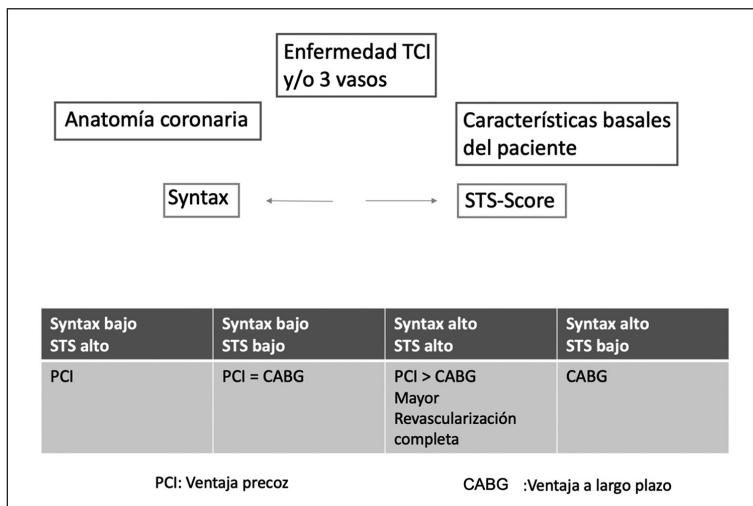 Enfermedad TCI
y/o 3 vasos
Anatomía coronaria
Características basales
del paciente
Syntax
STS-Score
Syntax bajo
STS alto
Syntax bajo
STS bajo
Syntax alto
STS alto
Syntax alto
STS bajo
PCI
PCI = CABG
PCI > CABG
Mayor
Revascularización
completa
CABG
PCI: Ventaja precoz
CABG :Ventaja a largo plazo